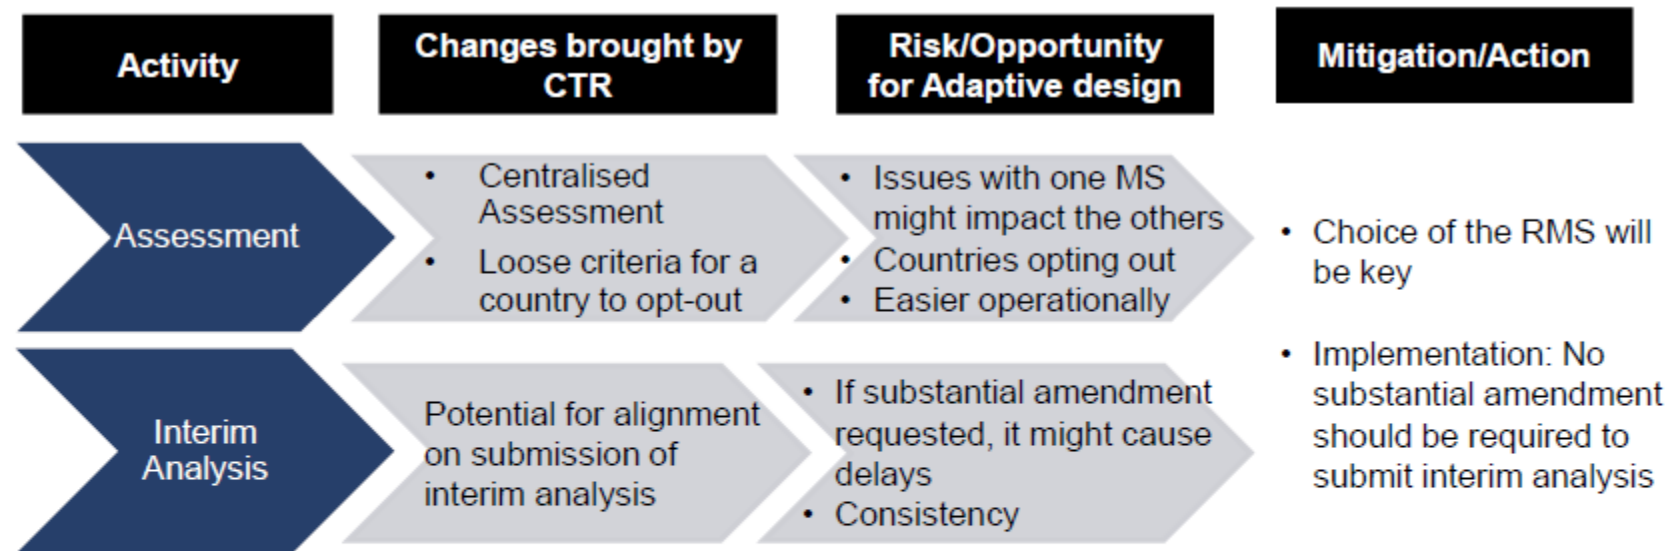 Activity
Changes brought by
CTR
Risk/Opportunity
for Adaptive design
Mitigation/Action
Assessment
• Centralised
Assessment
• Loose criteria for a
country to opt-out
• Issues with one MS
might impact the others
• Countries opting out
• Easier operationally
• Choice of the RMS will
be key
Interim
Analysis
Potential for alignment
on submission of
interim analysis
• If substantial amendment
requested, it might cause
delays
• Consistency
• Implementation: No
substantial amendment
should be required to
submit interim analysis